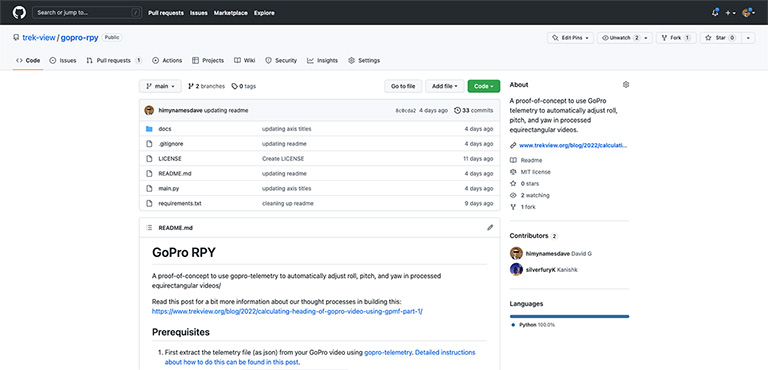 Search or jump to... /
Pull requests Issues Marketplace Explore
trek-view / gopro-rpy Public
Edit Pins Unwatch 2 Fork 1 Star 0
Code Issues Pull requests 1 Actions Projects Wiki Security Insights Settings
main 2 branches 0 tags Go to file Add file Code
himynamesdave updating readme 8c0cda2 4 days ago 33 commits
docs updating axis titles 4 days ago
.gitignore updating readme 4 days ago
LICENSE Create LICENSE 11 days ago
README.md updating readme 4 days ago
main.py updating axis titles 4 days ago
requirements.txt cleaning up readme 9 days ago
README.md
GoPro RPY
A proof-of-concept to use gopro-telemetry to automatically adjust roll, pitch, and yaw in processed
equirectangular videos/
Read this post for a bit more information about our thought processes in building this:
https://www.trekview.org/blog/2022/calculating-heading-of-gopro-video-using-gpmf-part-1/
Prerequisites
1. First extract the telemetry file (as json) from your GoPro video using gopro-telemetry. Detailed instructions
about how to do this can be found in this post.
About
A proof-of-concept to use GoPro
telemetry to automatically adjust roll,
pitch, and yaw in processed
equirectangular videos.
www.trekview.org/blog/2022/calculati...
Readme
MIT license
0 stars
2 watching
1 fork
Contributors 2
himynamesdave David G
silverfuryK Kanishk
Languages
Python 100.0%